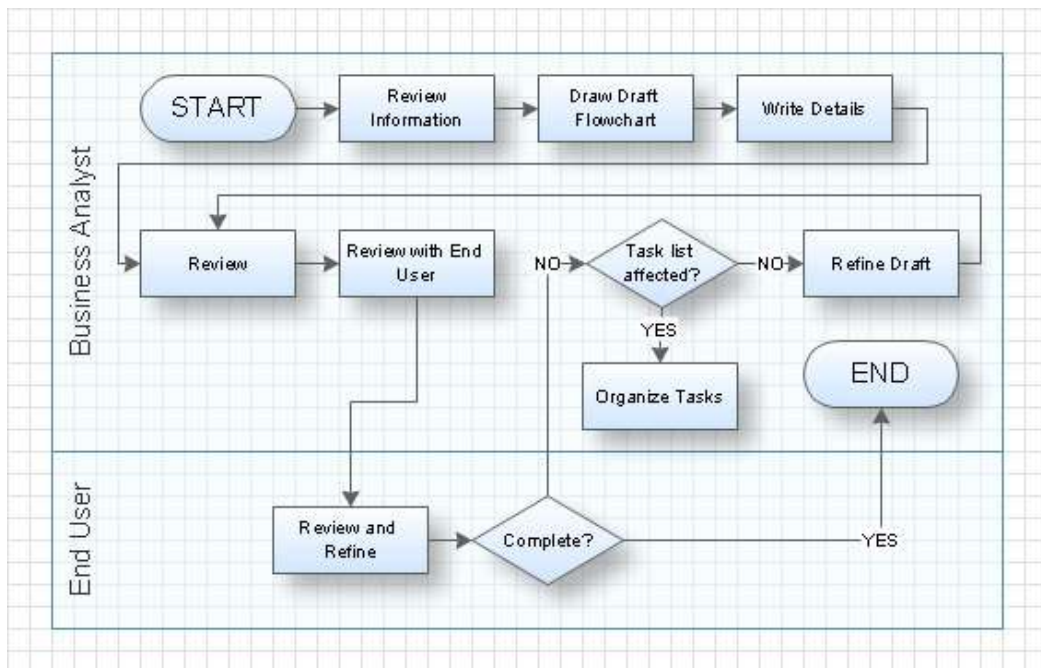 Business Analyst
START
Review
Information
Draw Draft
Flowchart
Write Details
Review
Review with End
User
NO
Task list
affected?
NO
Refine Draft
YES
Organize Tasks
END
End User
Review and
Refine
Complete?
YES